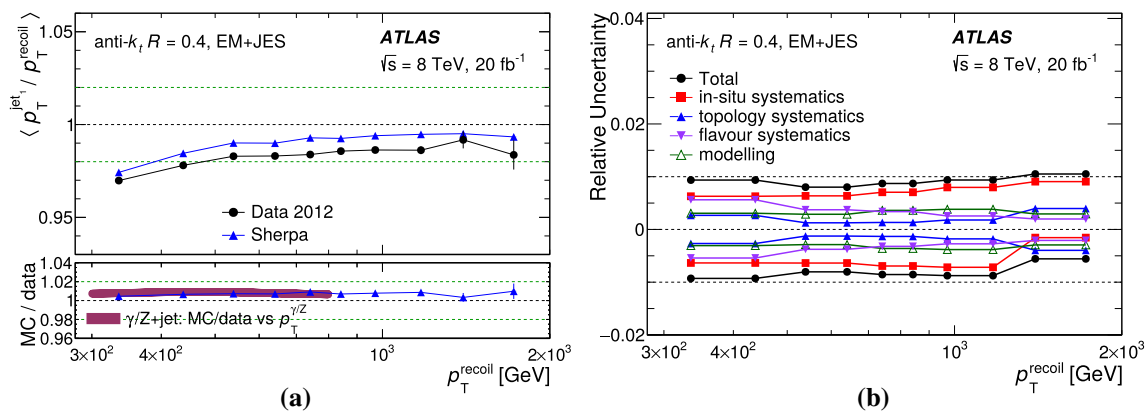 ⟨ p_T^jet_1 / p_T^recoil ⟩
1.05
1
0.95
anti-k_t R = 0.4, EM+JES
ATLAS
√s = 8 TeV, 20 fb⁻¹
Data 2012
Sherpa
MC / data
1.04
1.02
1
0.98
0.96
γ/Z+jet: MC/data vs p_T^γ/Z
3×10² 4×10² 10³ 2×10³
p_T^recoil [GeV]
(a)
Relative Uncertainty
0.04
0.02
0
−0.02
anti-k_t R = 0.4, EM+JES
ATLAS
√s = 8 TeV, 20 fb⁻¹
Total
in-situ systematics
topology systematics
flavour systematics
modelling
3×10² 4×10² 10³ 2×10³
p_T^recoil [GeV]
(b)